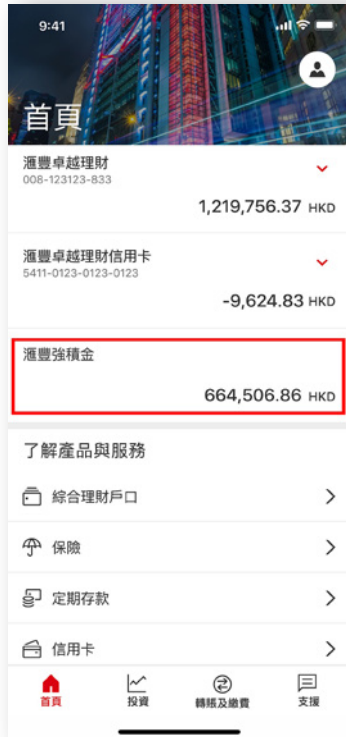 9:41
首頁
滙豐卓越理財
008-123123-833
1,219,756.37 HKD
滙豐卓越理財信用卡
5411-0123-0123-0123
-9,624.83 HKD
滙豐強積金
664,506.86 HKD
了解產品與服務
綜合理財戶口
保險
定期存款
信用卡
首頁 投資 轉賬及繳費 支援